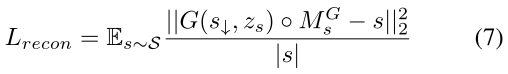 L_{recon} = \mathbb{E}_{s \sim \mathcal{S}} \frac{||G(s_{\downarrow}, z_s) \circ M_s^G - s||_2^2}{|s|} (7)